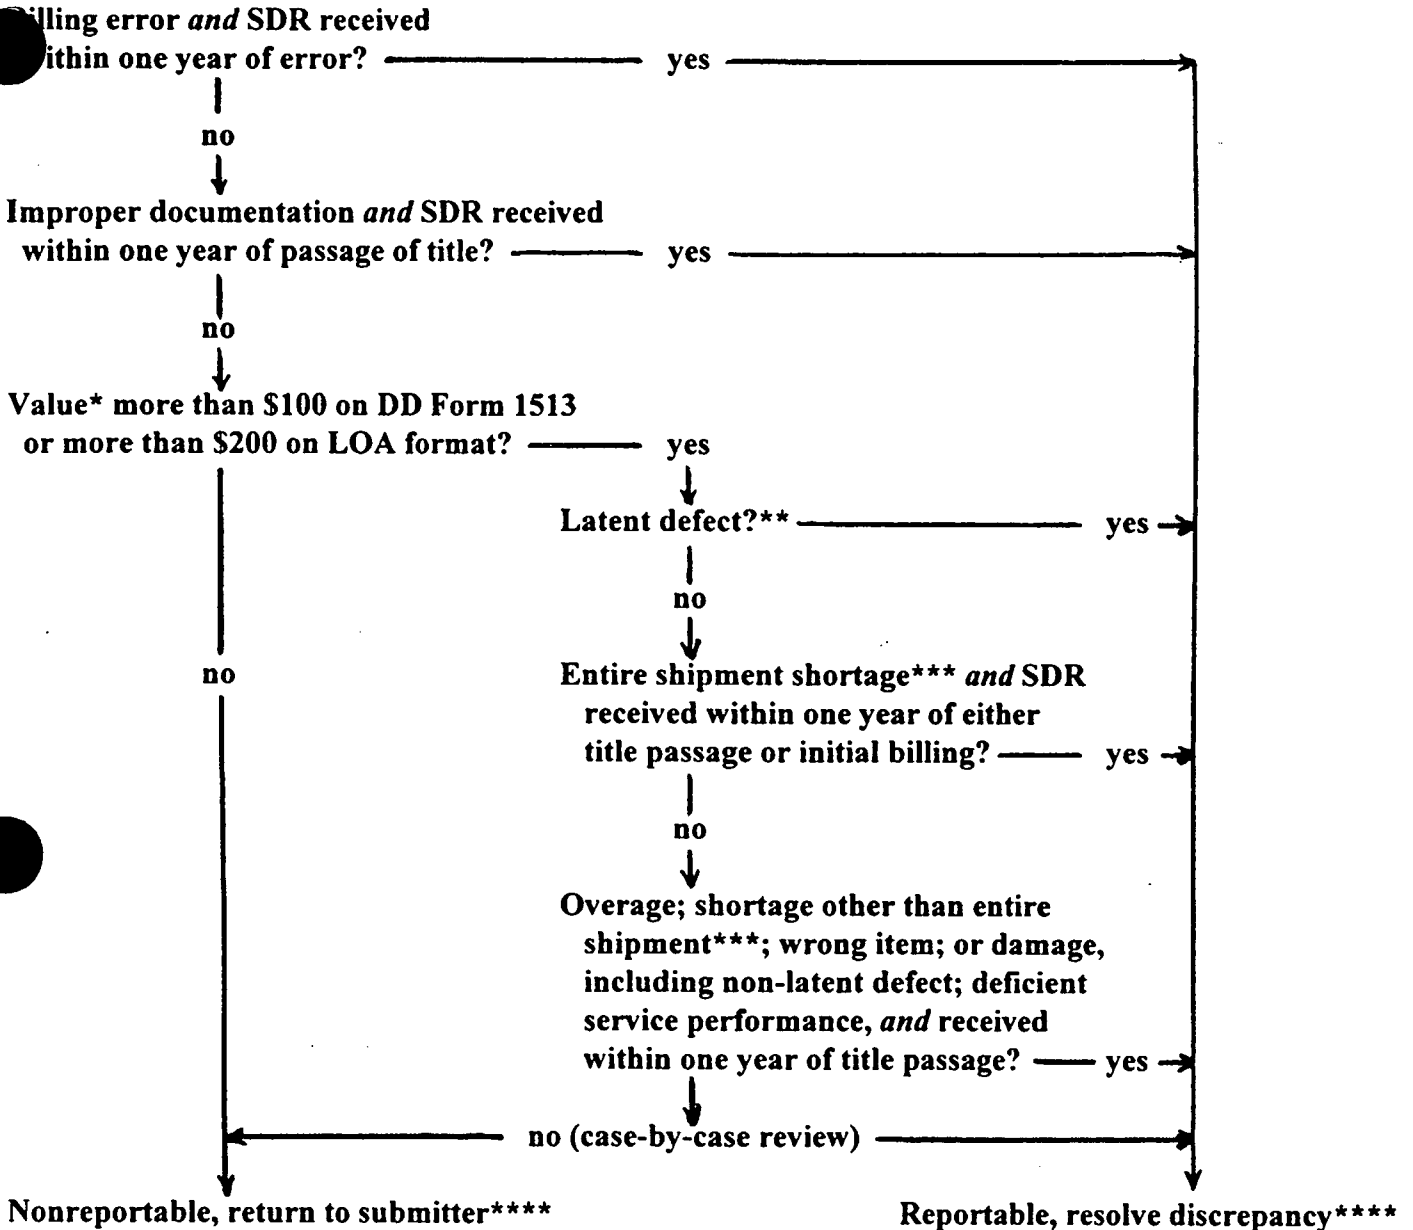 illing error and SDR received
ithin one year of error? yes
no
Improper documentation and SDR received
within one year of passage of title? yes
no
Value* more than $100 on DD Form 1513
or more than $200 on LOA format? yes
Latent defect?** yes
no
Entire shipment shortage*** and SDR
received within one year of either
title passage or initial billing? yes
no
no
Overage; shortage other than entire
shipment***; wrong item; or damage,
including non-latent defect; deficient
service performance, and received
within one year of title passage? yes
no (case-by-case review)
Nonreportable, return to submitter****
Reportable, resolve discrepancy****